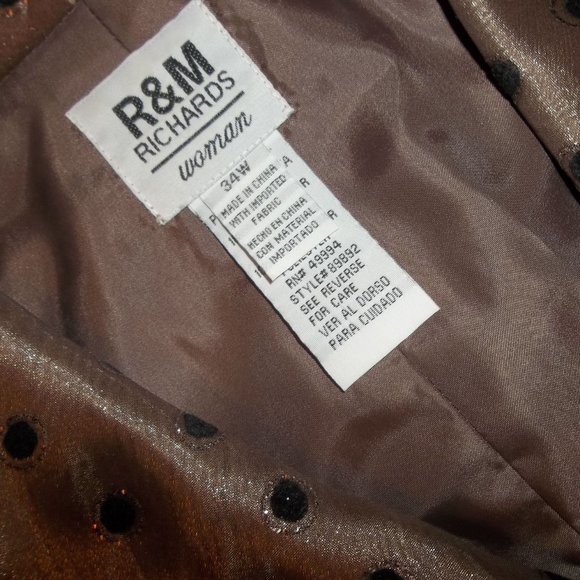 R&M
RICHARDS
woman
34W
MADE IN CHINA
WITH IMPORTED
FABRIC
HECHO EN CHINA
CON MATERIAL
IMPORTADO
A
R
R
RN# 49994
STYLE# 89892
SEE REVERSE
FOR CARE
VER AL DORSO
PARA CUIDADO